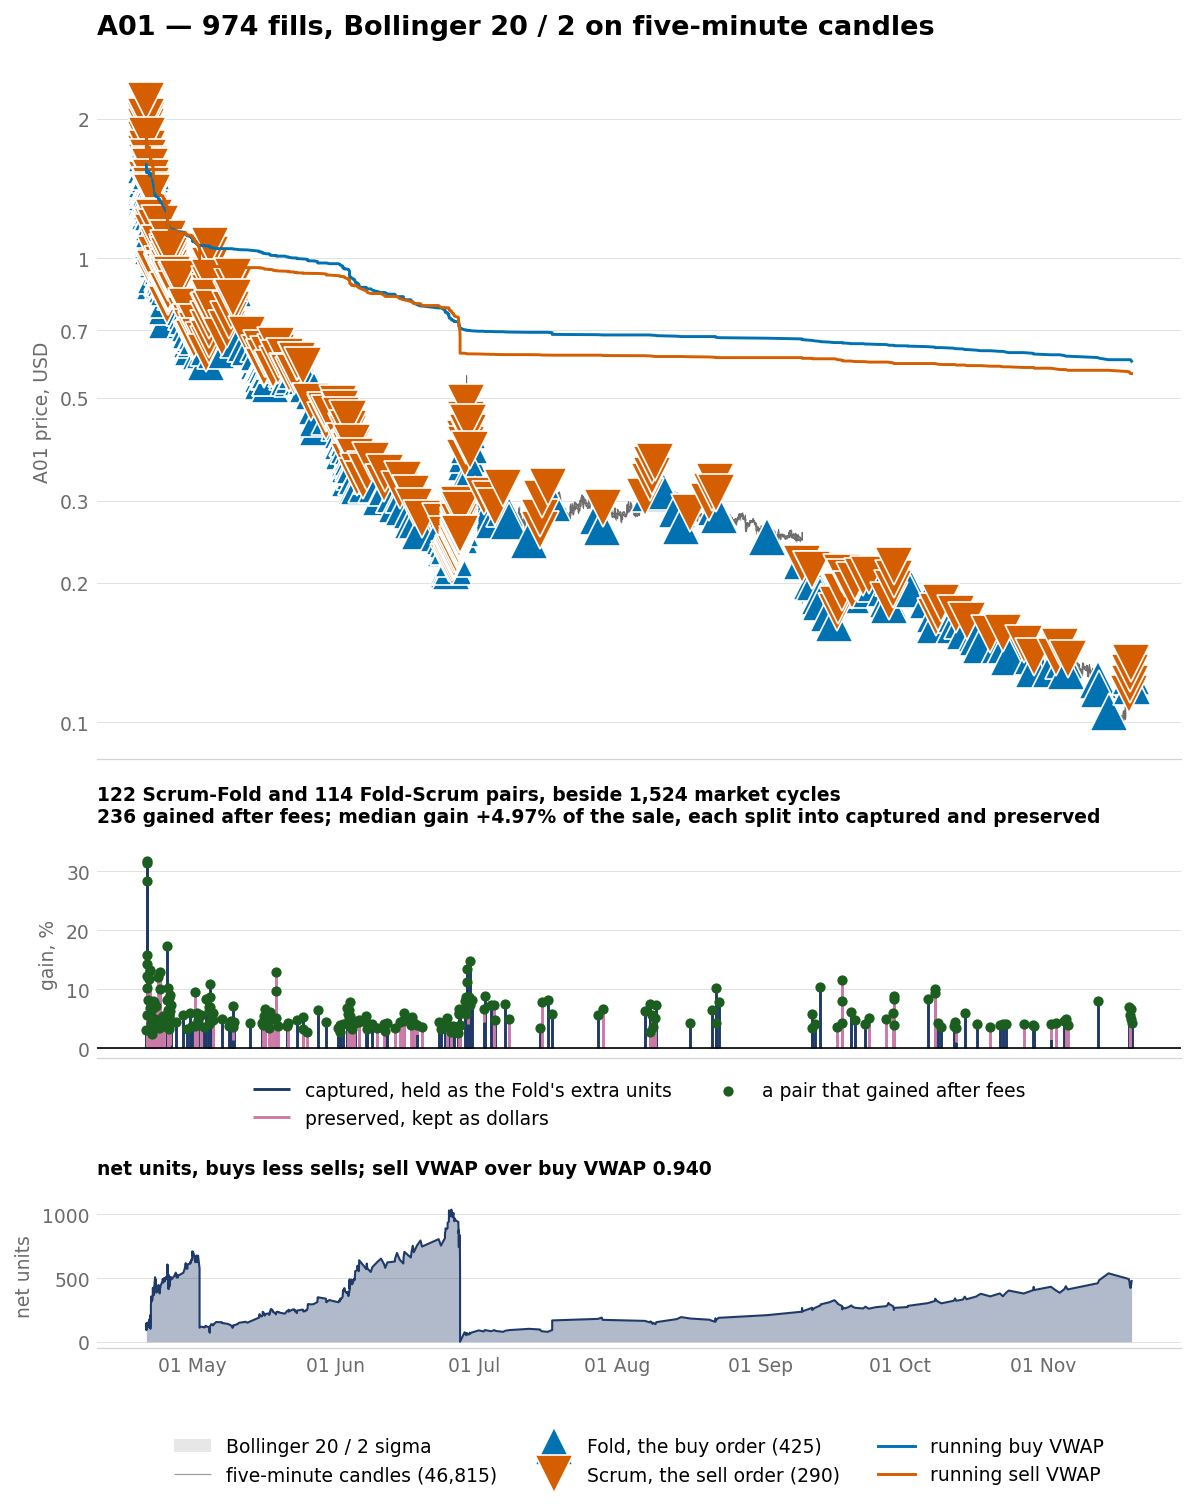 A01 — 974 fills, Bollinger 20 / 2 on five-minute candles
A01 price, USD
2
1
0.7
0.5
0.3
0.2
0.1
122 Scrum-Fold and 114 Fold-Scrum pairs, beside 1,524 market cycles
236 gained after fees; median gain +4.97% of the sale, each split into captured and preserved
gain, %
30
20
10
0
captured, held as the Fold's extra units
a pair that gained after fees
preserved, kept as dollars
net units, buys less sells; sell VWAP over buy VWAP 0.940
net units
1000
500
0
01 May
01 Jun
01 Jul
01 Aug
01 Sep
01 Oct
01 Nov
Bollinger 20 / 2 sigma
Fold, the buy order (425)
running buy VWAP
five-minute candles (46,815)
Scrum, the sell order (290)
running sell VWAP